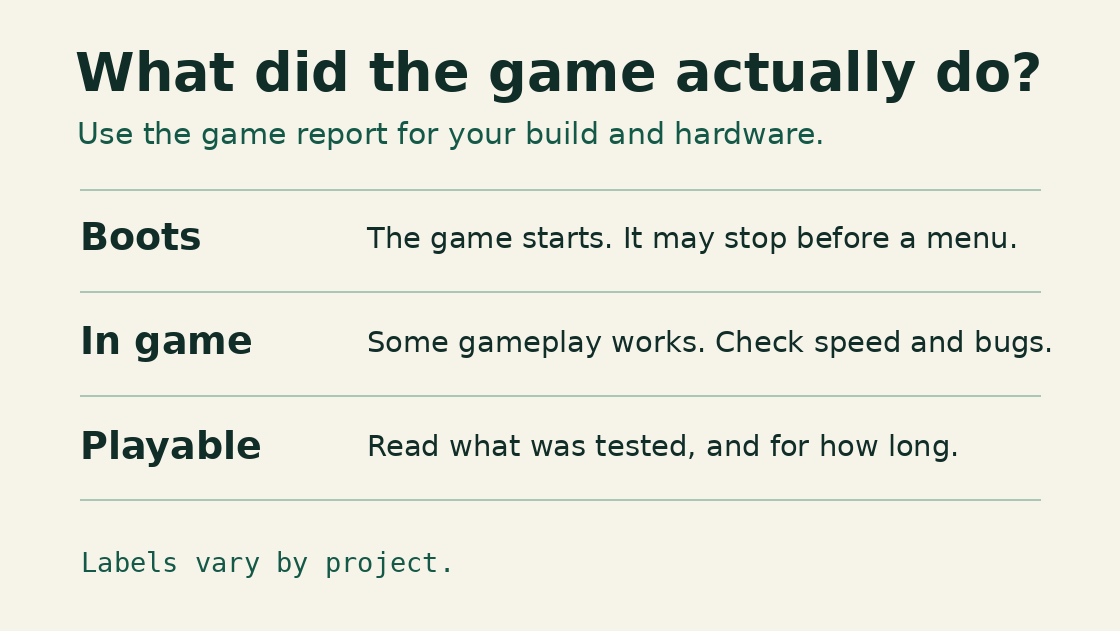 What did the game actually do?
Use the game report for your build and hardware.
Boots The game starts. It may stop before a menu.
In game Some gameplay works. Check speed and bugs.
Playable Read what was tested, and for how long.
Labels vary by project.